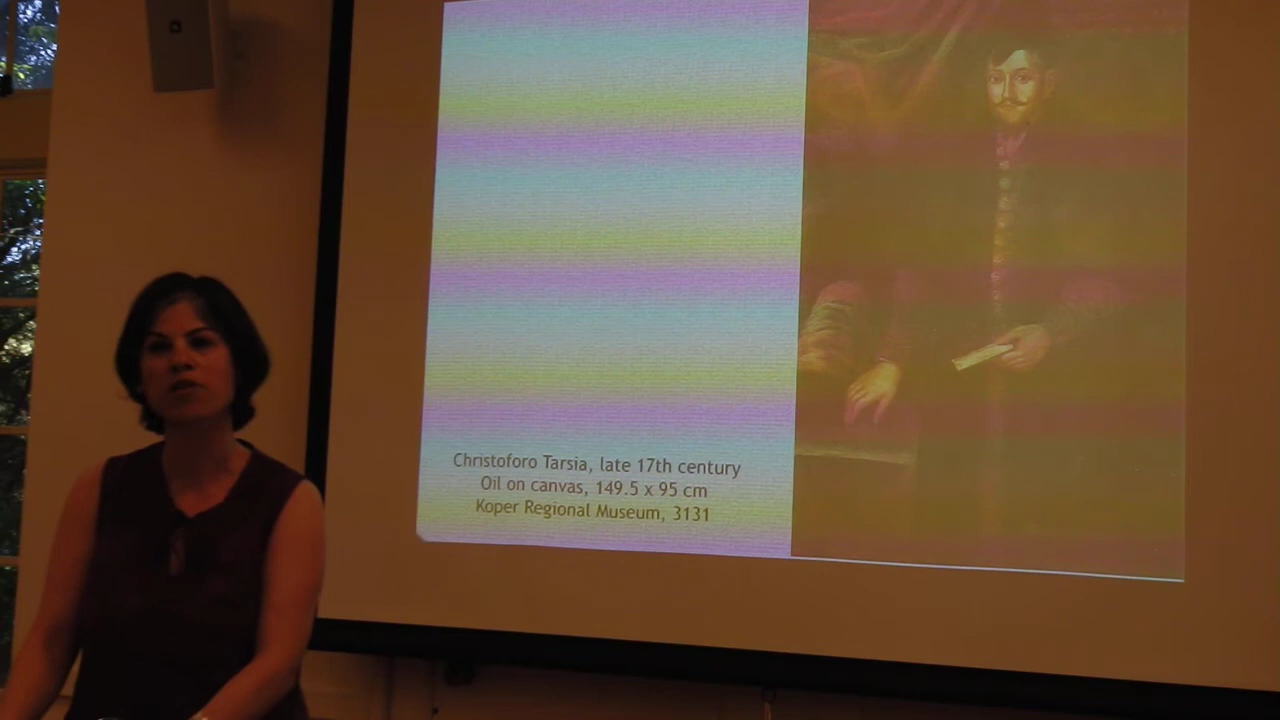 Christoforo Tarsia, late 17th century
Oil on canvas, 149.5 x 95 cm
Koper Regional Museum, 3131